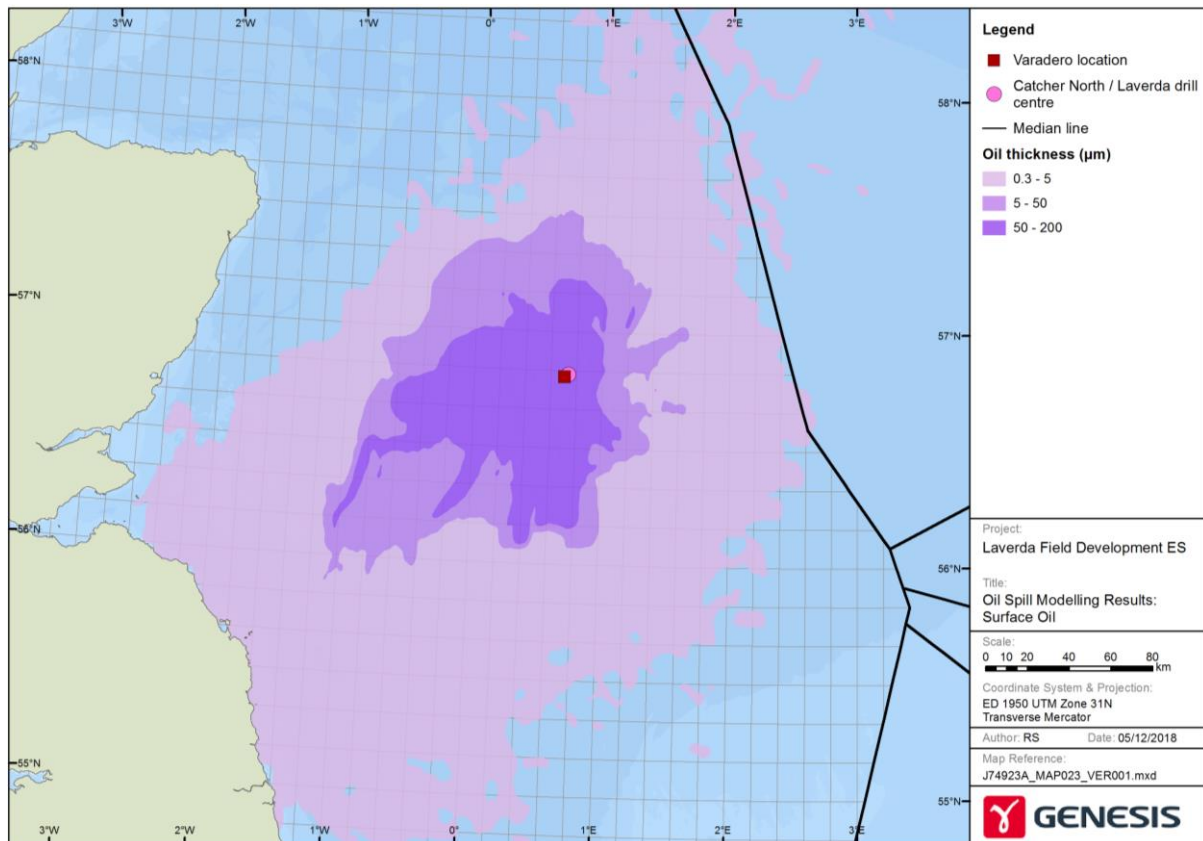 3°W 2°W 1°W 0° 1°E 2°E 3°E
58°N
57°N
56°N
55°N
58°N
57°N
56°N
55°N
3°W 2°W 1°W 0° 1°E 2°E 3°E
Legend
Varadero location
Catcher North / Laverda drill
centre
Median line
Oil thickness (µm)
0.3 - 5
5 - 50
50 - 200
Project:
Laverda Field Development ES
Title:
Oil Spill Modelling Results:
Surface Oil
Scale:
0 10 20 40 60 80
km
Coordinate System & Projection:
ED 1950 UTM Zone 31N
Transverse Mercator
Author: RS Date: 05/12/2018
Map Reference:
J74923A_MAP023_VER001.mxd
GENESIS